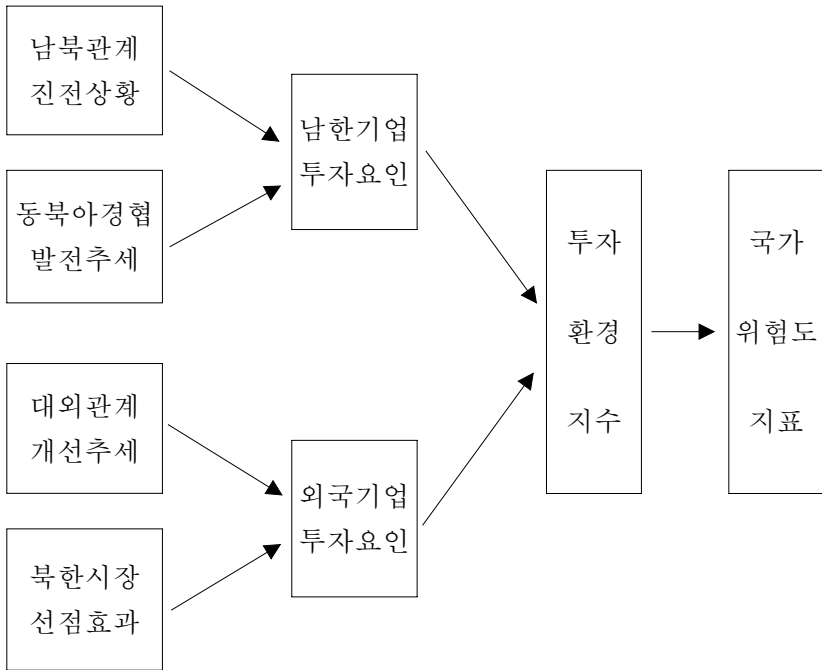 남북관계
진전상황
동북아경협
발전추세
대외관계
개선추세
북한시장
선점효과
남한기업
투자요인
외국기업
투자요인
투자
환경
지수
국가
위험도
지표